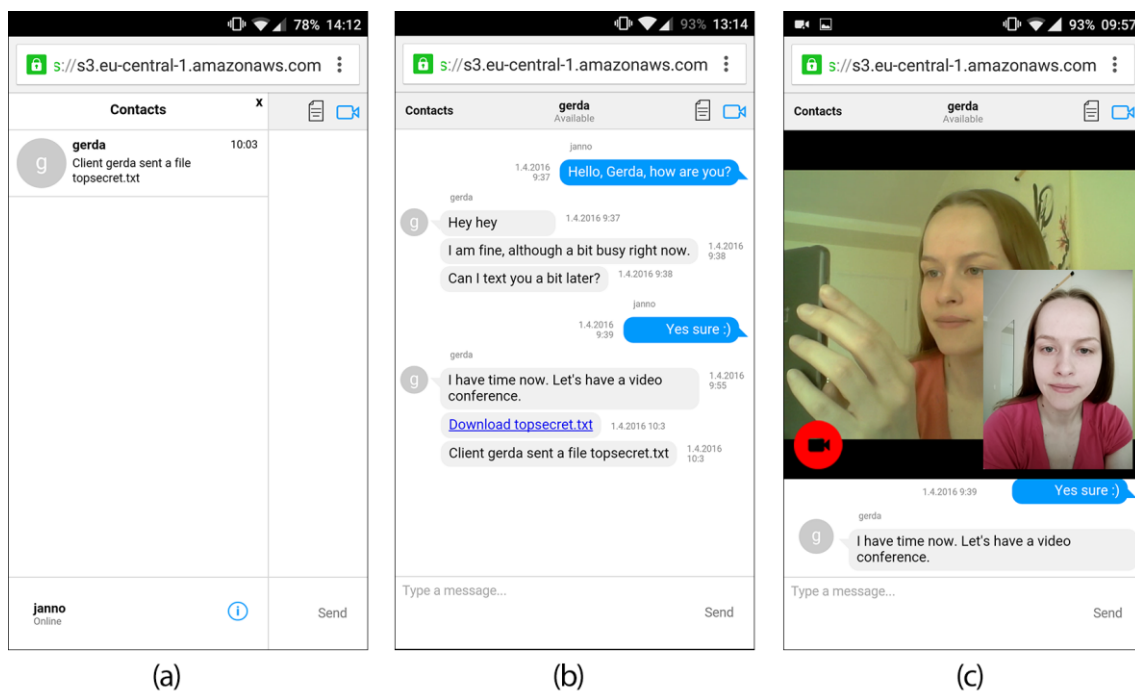 78% 14:12
s://s3.eu-central-1.amazonaws.com
Contacts
x
gerda
10:03
Client gerda sent a file
topsecret.txt
g
janno
Online
Send
(a)
93% 13:14
s://s3.eu-central-1.amazonaws.com
Contacts
gerda
Available
janno
1.4.2016
9:37
Hello, Gerda, how are you?
gerda
g
Hey hey
1.4.2016 9:37
I am fine, although a bit busy right now.
1.4.2016
9:38
Can I text you a bit later?
1.4.2016 9:38
janno
1.4.2016
9:39
Yes sure :)
gerda
g
I have time now. Let's have a video
conference.
1.4.2016
9:55
Download topsecret.txt
1.4.2016 10:3
Client gerda sent a file topsecret.txt
1.4.2016
10:3
Type a message...
Send
(b)
93% 09:57
s://s3.eu-central-1.amazonaws.com
Contacts
gerda
Available
1.4.2016 9:39
Yes sure :)
gerda
g
I have time now. Let's have a video
conference.
Type a message...
Send
(c)